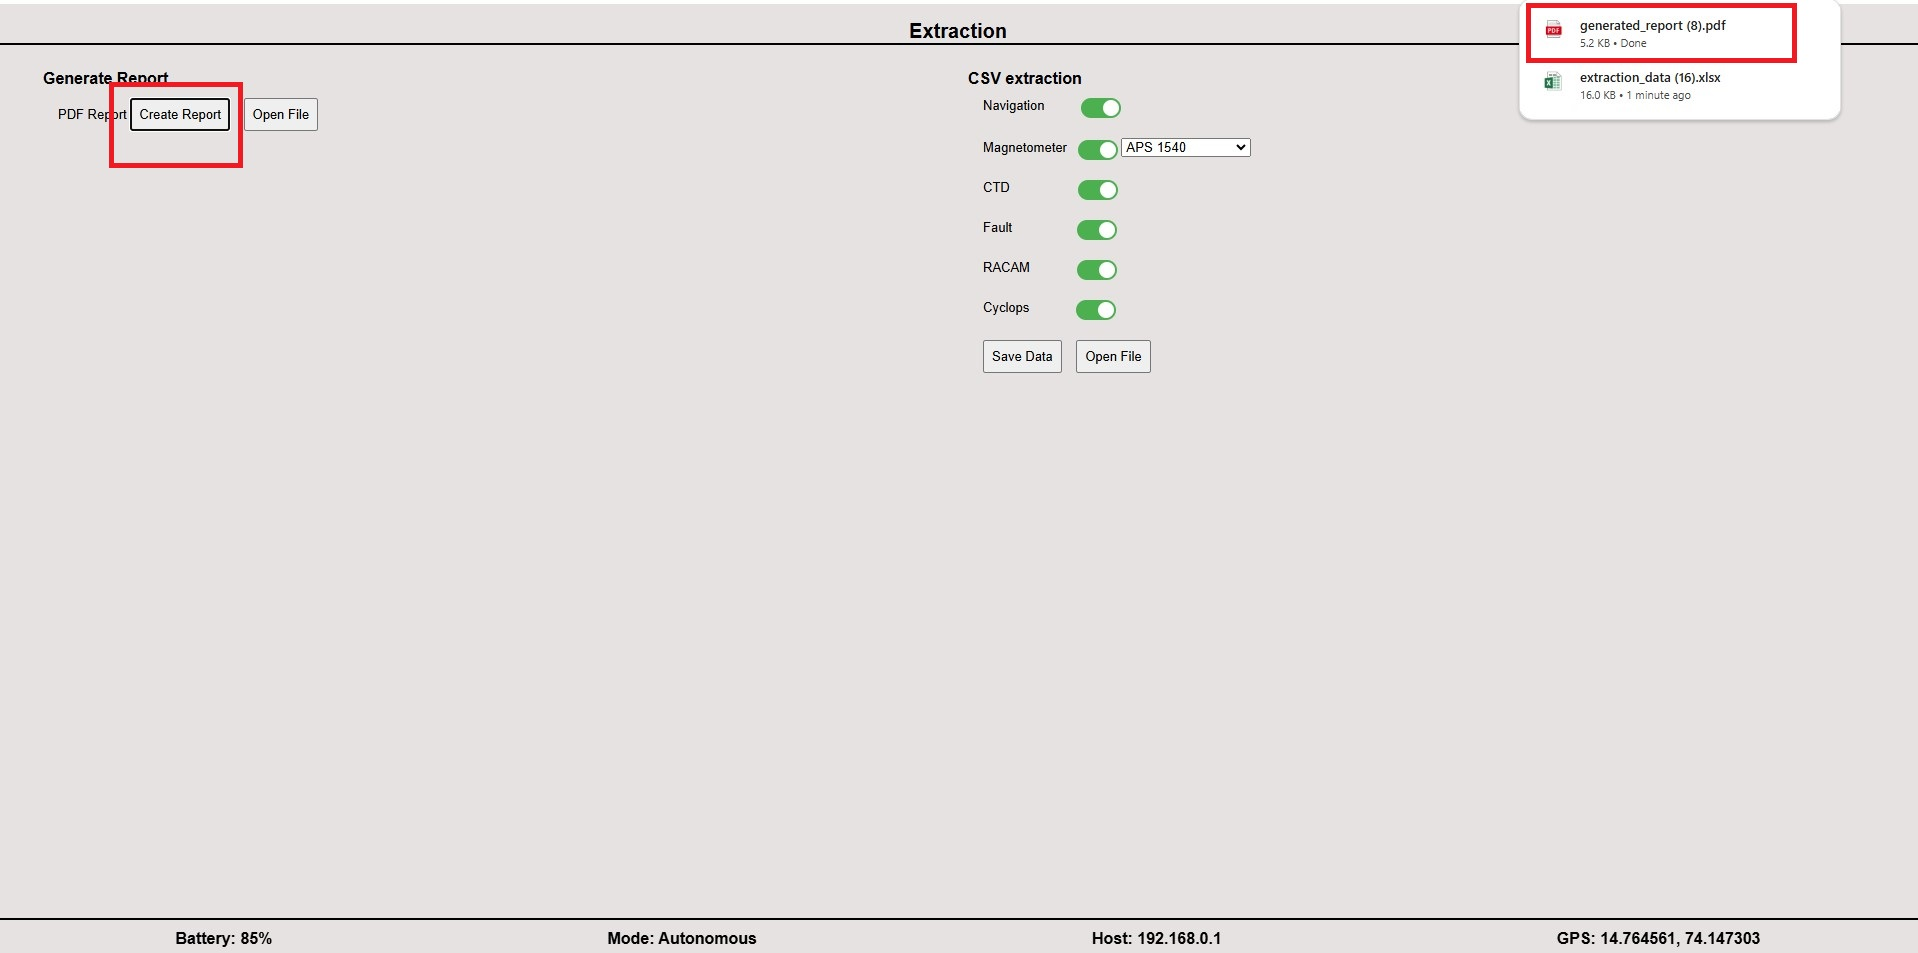 Extraction
generated_report (8).pdf
5.2 KB • Done
extraction_data (16).xlsx
16.0 KB • 1 minute ago
Generate Report
PDF Report Create Report Open File
CSV extraction
Navigation
Magnetometer APS 1540
CTD
Fault
RACAM
Cyclops
Save Data Open File
Battery: 85% Mode: Autonomous Host: 192.168.0.1 GPS: 14.764561, 74.147303